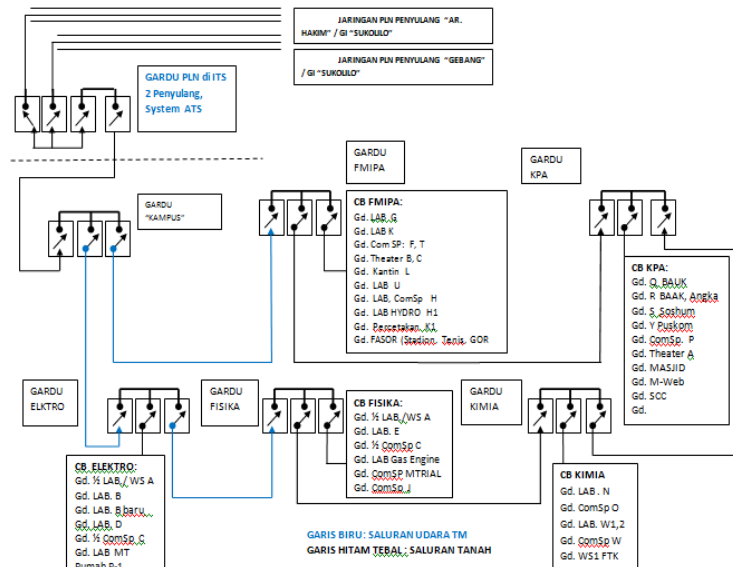 JARINGAN PLN PENYULANG "AR.
HAKIM" / GI "SUKOLILO"
JARINGAN PLN PENYULANG "GEBANG"
/ GI "SUKOLILO"
GARDU PLN di ITS
2 Penyulang,
System ATS
GARDU
FMIPA
GARDU
KPA
GARDU
"KAMPUS"
CB FMIPA:
Gd. LAB. G
Gd. LAB K
Gd. Com SP: F, T
Gd. Theater B, C
Gd. Kantin L
Gd. LAB U
Gd. LAB, ComSp H
Gd. LAB HYDRO H1
Gd. Percetakan. K1
Gd. FASOR (Stadion, Tenis, GOR
CB KPA:
Gd. Q BAUK
Gd. R BAAK, Angka
Gd. S Soshum
Gd. Y Puskom
Gd. ComSp. P
Gd. Theater A
Gd. MASJID
Gd. M-Web
Gd. SCC
Gd.
GARDU
ELKTRO
GARDU
FISIKA
GARDU
KIMIA
CB FISIKA:
Gd. ½ LAB,/WS A
Gd. LAB. E
Gd. ½ ComSp C
Gd. LAB Gas Engine
Gd. ComSP MTRIAL
Gd. ComSp J
CB ELEKTRO:
Gd. ½ LAB,/ WS A
Gd. LAB. B
Gd. LAB. B baru
Gd. LAB. D
Gd. ½ ComSp. C
Gd. LAB MT
Rumah P-1
CB KIMIA
Gd. LAB . N
Gd. ComSp O
Gd. LAB. W1,2
Gd. ComSp W
Gd. WS1 FTK
GARIS BIRU: SALURAN UDARA TM
GARIS HITAM TEBAL : SALURAN TANAH